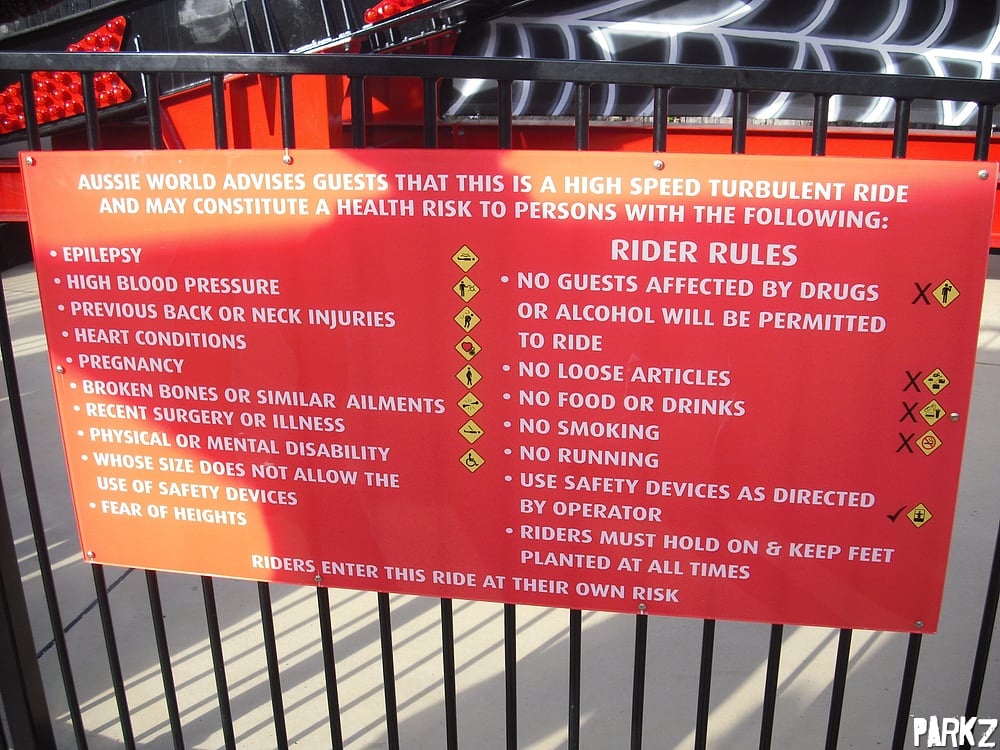 AUSSIE WORLD ADVISES GUESTS THAT THIS IS A HIGH SPEED TURBULENT RIDE
AND MAY CONSTITUTE A HEALTH RISK TO PERSONS WITH THE FOLLOWING:
• EPILEPSY
• HIGH BLOOD PRESSURE
• PREVIOUS BACK OR NECK INJURIES
• HEART CONDITIONS
• PREGNANCY
• BROKEN BONES OR SIMILAR AILMENTS
• RECENT SURGERY OR ILLNESS
• PHYSICAL OR MENTAL DISABILITY
• WHOSE SIZE DOES NOT ALLOW THE
USE OF SAFETY DEVICES
• FEAR OF HEIGHTS
RIDER RULES
• NO GUESTS AFFECTED BY DRUGS
OR ALCOHOL WILL BE PERMITTED
TO RIDE
• NO LOOSE ARTICLES
• NO FOOD OR DRINKS
• NO SMOKING
• NO RUNNING
• USE SAFETY DEVICES AS DIRECTED
BY OPERATOR
• RIDERS MUST HOLD ON & KEEP FEET
PLANTED AT ALL TIMES
RIDERS ENTER THIS RIDE AT THEIR OWN RISK
PARKZ